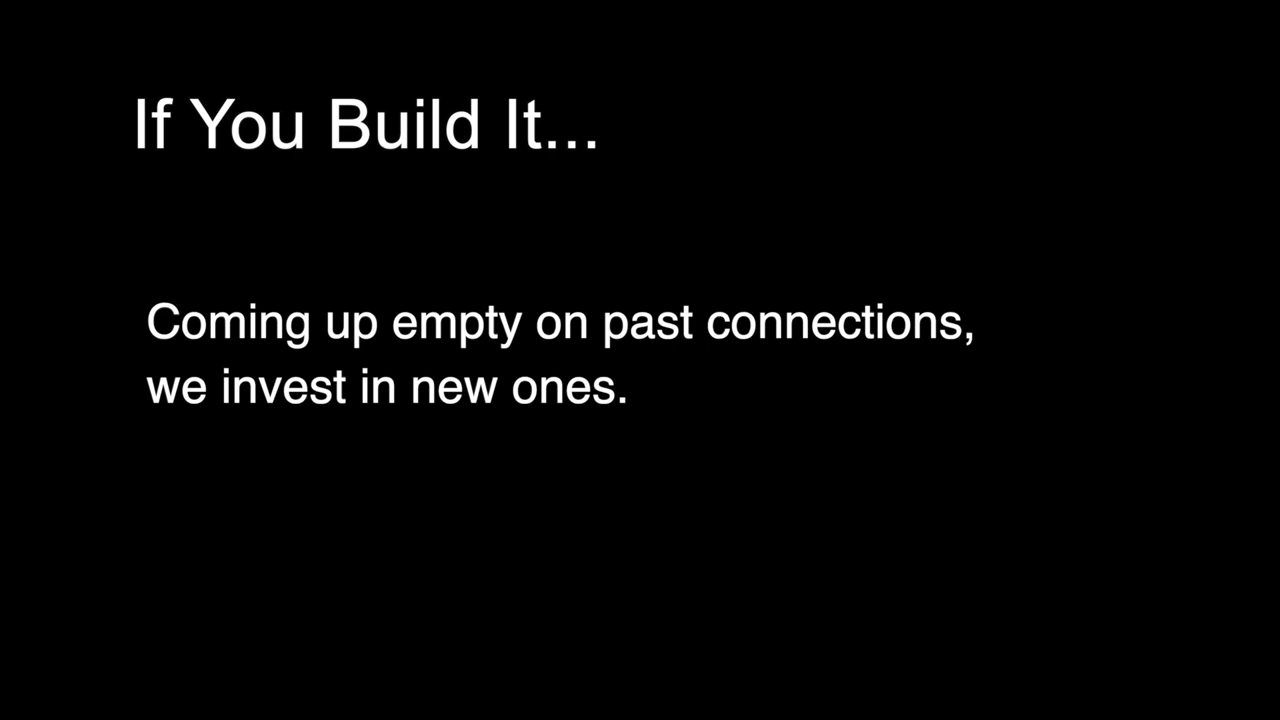 If You Build It...
Coming up empty on past connections,
we invest in new ones.